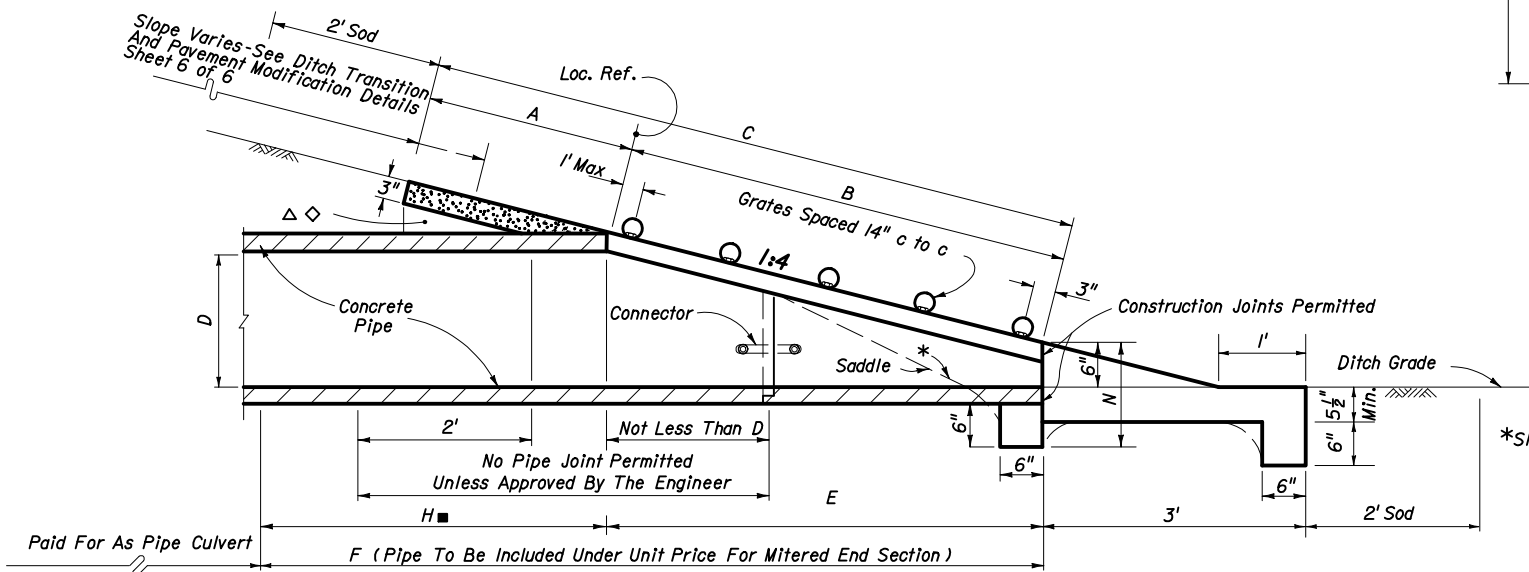 2' Sod
Slope Varies-See Ditch Transition
And Pavement Modification Details
Sheet 6 of 6
Loc. Ref.
A
C
1' Max
B
3"
Grates Spaced 14" c to c
△ ◇
1:4
3"
D
Concrete
Pipe
Connector
Construction Joints Permitted
*
Saddle
6"
N
1'
Ditch Grade
5½"
Min.
6"
*Sl
2'
Not Less Than D
6"
No Pipe Joint Permitted
Unless Approved By The Engineer
6"
6"
E
H■
3'
2' Sod
Paid For As Pipe Culvert
F ( Pipe To Be Included Under Unit Price For Mitered End Section )